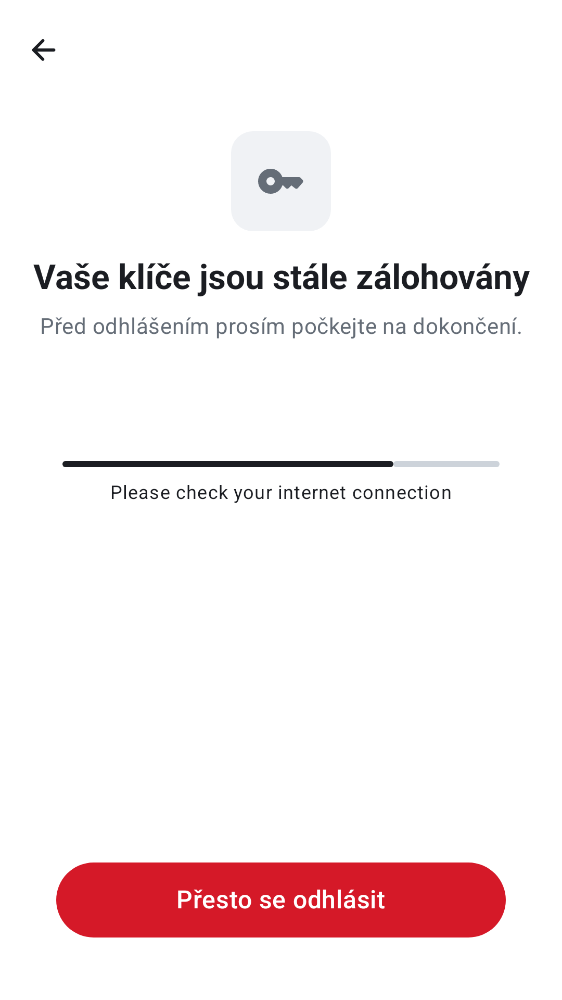 Vaše klíče jsou stále zálohovány
Před odhlášením prosím počkejte na dokončení.
Please check your internet connection
Přesto se odhlásit